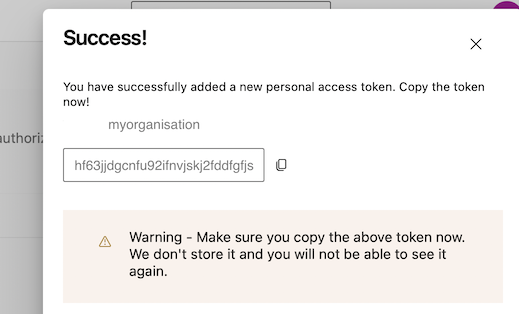 Success!
You have successfully added a new personal access token. Copy the token
now!
myorganisation
authoriz
hf63jjdgcnfu92ifnvjskj2fddfgfjs
Warning - Make sure you copy the above token now.
We don't store it and you will not be able to see it
again.